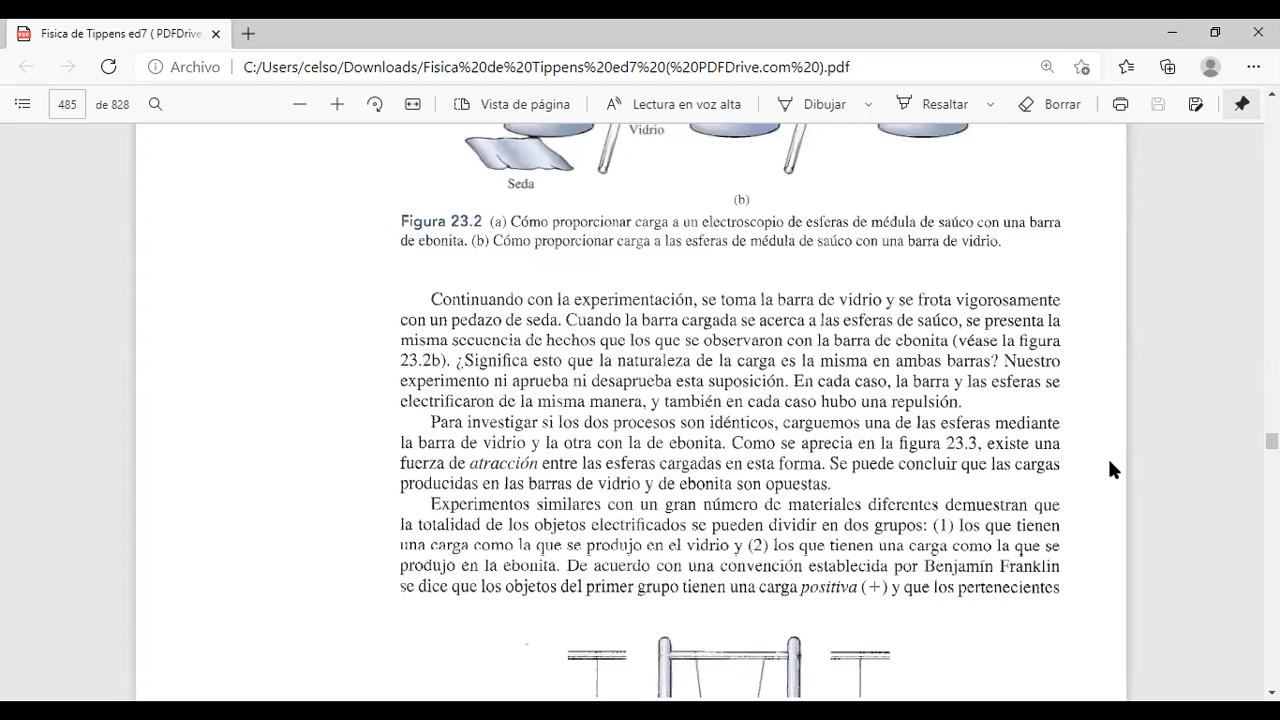 Fisica de Tippens ed7 ( PDFDrive
Archivo C:/Users/celso/Downloads/Fisica%20de%20Tippens%20ed7%20(%20PDFDrive.com%20).pdf
485 de 828 Vista de página Lectura en voz alta Dibujar Resaltar Borrar
Vidrio
Seda
(b)
Figura 23.2 (a) Cómo proporcionar carga a un electroscopio de esferas de médula de saúco con una barra
de ebonita. (b) Cómo proporcionar carga a las esferas de médula de saúco con una barra de vidrio.
Continuando con la experimentación, se toma la barra de vidrio y se frota vigorosamente
con un pedazo de seda. Cuando la barra cargada se acerca a las esferas de saúco, se presenta la
misma secuencia de hechos que los que se observaron con la barra de ebonita (véase la figura
23.2b). ¿Significa esto que la naturaleza de la carga es la misma en ambas barras? Nuestro
experimento ni aprueba ni desaprueba esta suposición. En cada caso, la barra y las esferas se
electrificaron de la misma manera, y también en cada caso hubo una repulsión.
Para investigar si los dos procesos son idénticos, carguemos una de las esferas mediante
la barra de vidrio y la otra con la de ebonita. Como se aprecia en la figura 23.3, existe una
fuerza de atracción entre las esferas cargadas en esta forma. Se puede concluir que las cargas
producidas en las barras de vidrio y de ebonita son opuestas.
Experimentos similares con un gran número de materiales diferentes demuestran que
la totalidad de los objetos electrificados se pueden dividir en dos grupos: (1) los que tienen
una carga como la que se produjo en el vidrio y (2) los que tienen una carga como la que se
produjo en la ebonita. De acuerdo con una convención establecida por Benjamín Franklin
se dice que los objetos del primer grupo tienen una carga positiva (+) y que los pertenecientes